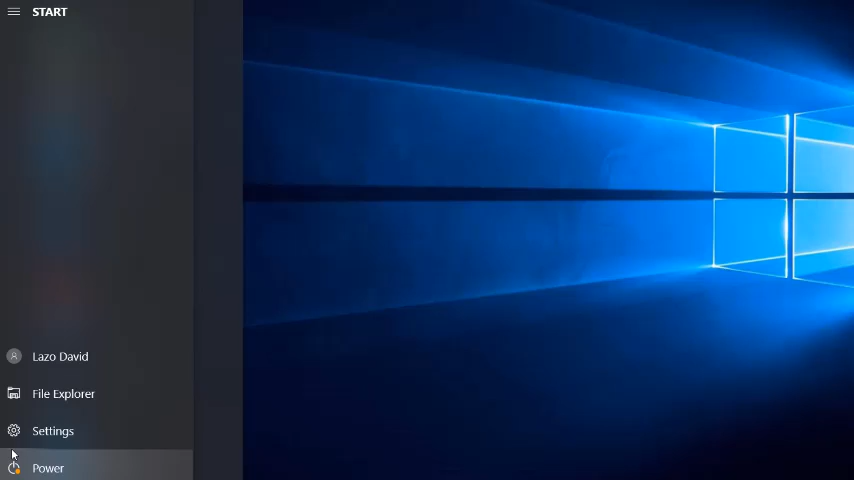 START
Lazo David
File Explorer
Settings
Power